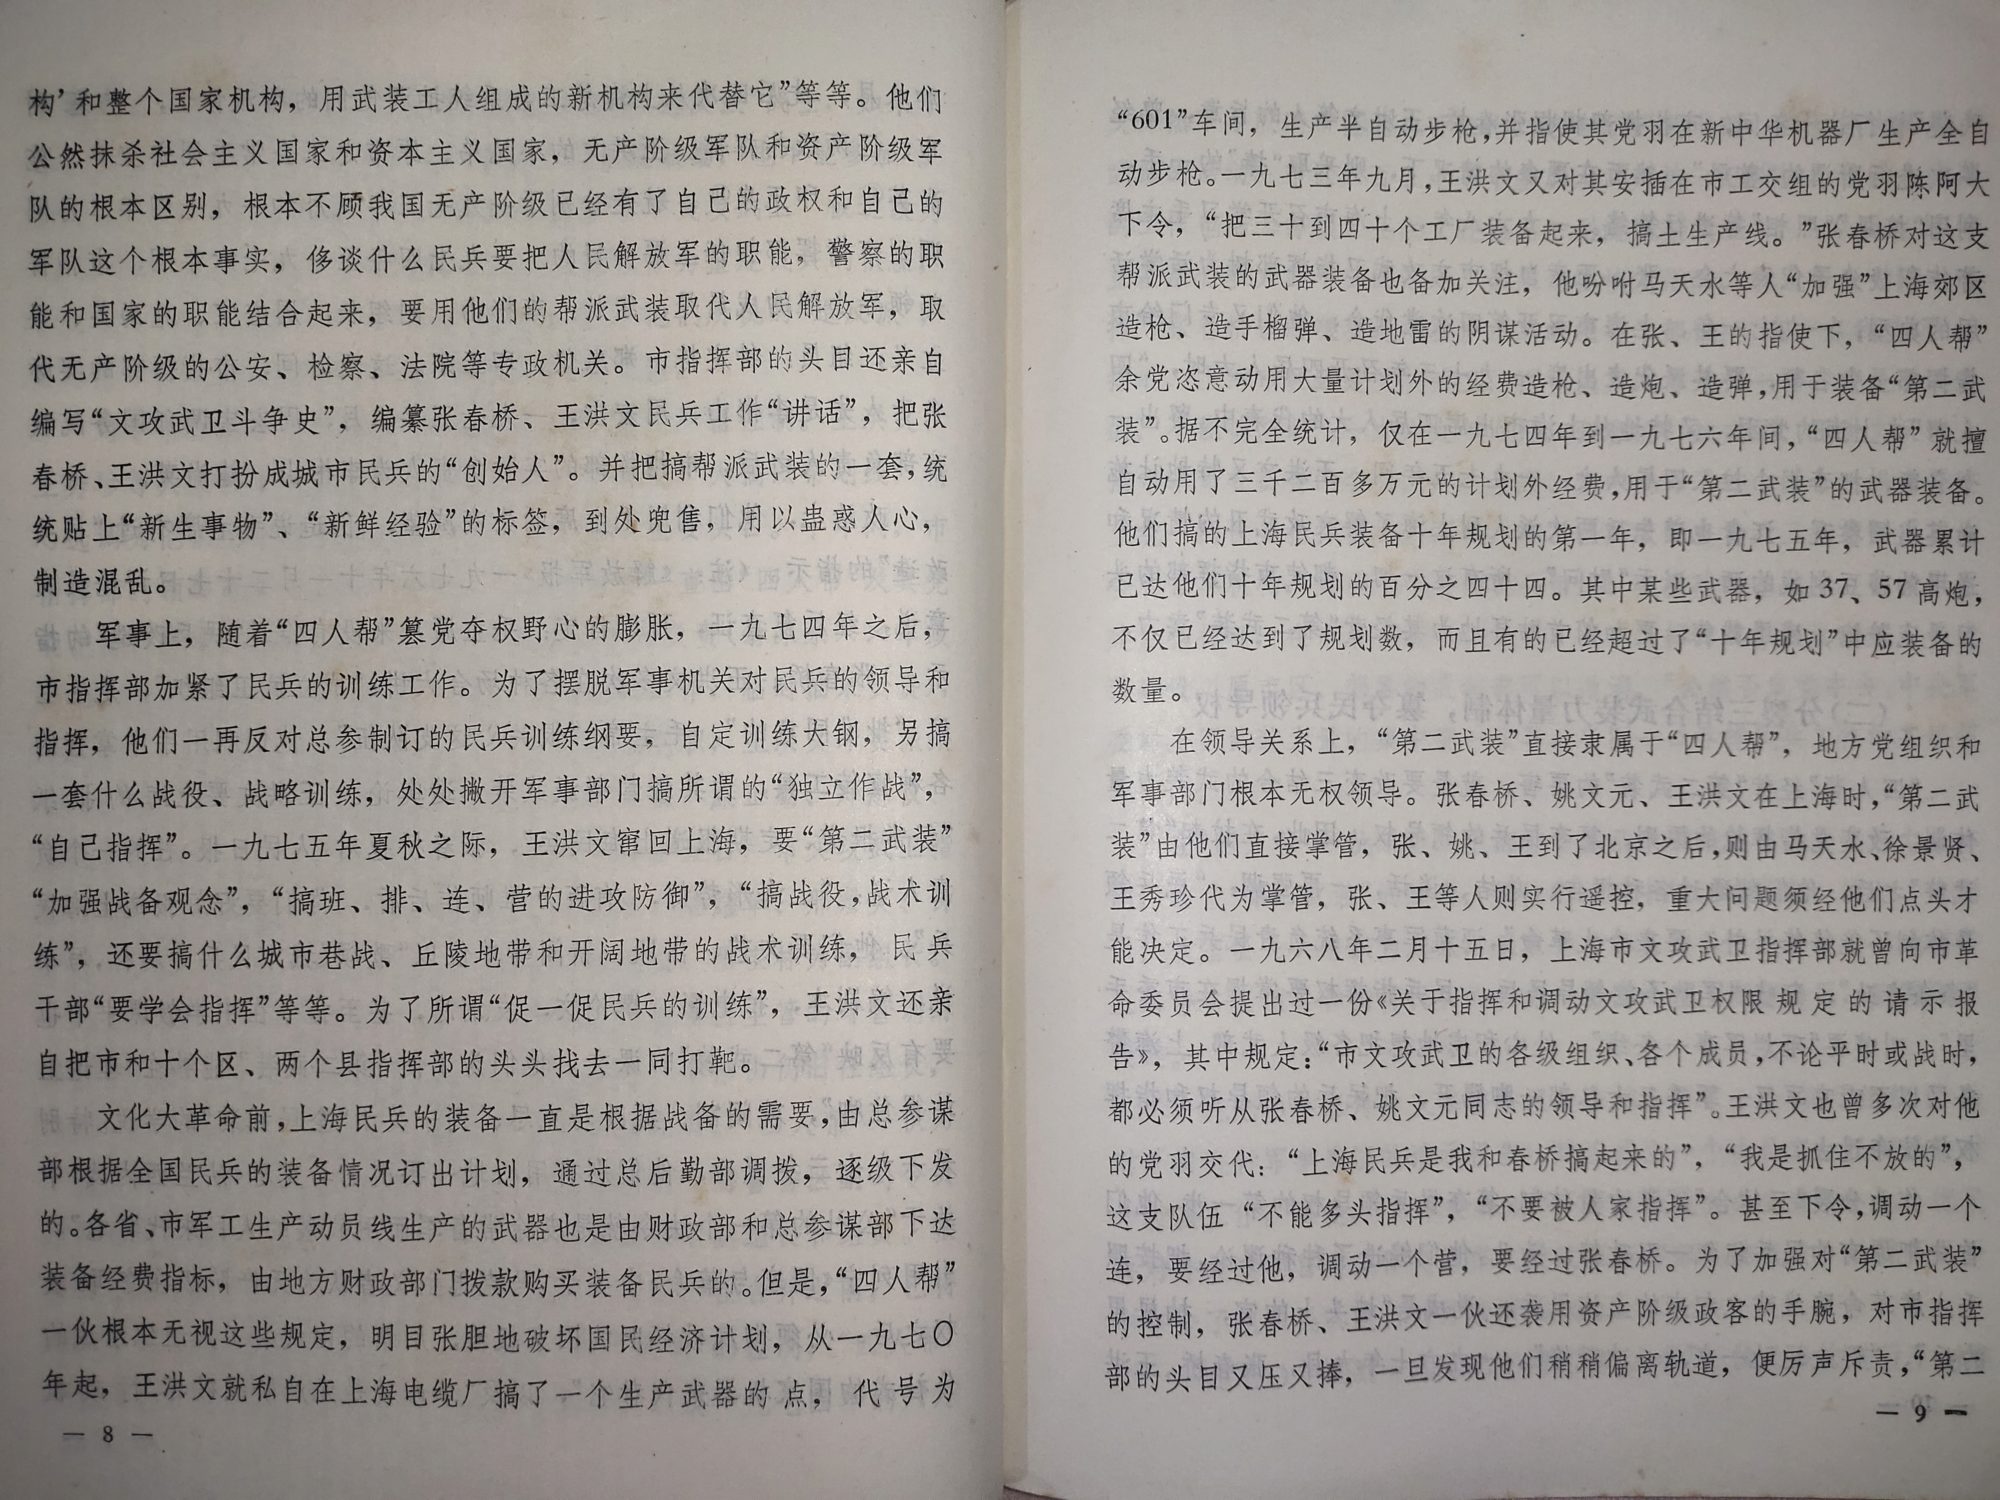 构’和整个国家机构，用武装工人组成的新机构来代替它”等等。他们
公然抹杀社会主义国家和资本主义国家，无产阶级军队和资产阶级军
队的根本区别，根本不顾我国无产阶级已经有了自己的政权和自己的
军队这个根本事实，侈谈什么民兵要把人民解放军的职能，警察的职
能和国家的职能结合起来，要用他们的帮派武装取代人民解放军，取
代无产阶级的公安、检察、法院等专政机关。市指挥部的头目还亲自
编写“文攻武卫斗争史”，编纂张春桥、王洪文民兵工作“讲话”，把张
春桥、王洪文打扮成城市民兵的“创始人”。并把搞帮派武装的一套，统
统贴上“新生事物”、“新鲜经验”的标签，到处兜售，用以蛊惑人心，
制造混乱。
军事上，随着“四人帮”篡党夺权野心的膨胀，一九七四年之后，
市指挥部加紧了民兵的训练工作。为了摆脱军事机关对民兵的领导和
指挥，他们一再反对总参制订的民兵训练纲要，自定训练大钢，另搞
一套什么战役、战略训练，处处撇开军事部门搞所谓的“独立作战”，
“自己指挥”。一九七五年夏秋之际，王洪文窜回上海，要“第二武装”
“加强战备观念”，“搞班、排、连、营的进攻防御”，“搞战役，战术训
练”，还要搞什么城市巷战、丘陵地带和开阔地带的战术训练，民兵
干部“要学会指挥”等等。为了所谓“促一促民兵的训练”，王洪文还亲
自把市和十个区、两个县指挥部的头头找去一同打靶。
文化大革命前，上海民兵的装备一直是根据战备的需要，由总参谋
部根据全国民兵的装备情况订出计划，通过总后勤部调拨，逐级下发
的。各省、市军工生产动员线生产的武器也是由财政部和总参谋部下达
装备经费指标，由地方财政部门拨款购买装备民兵的。但是，“四人帮”
一伙根本无视这些规定，明目张胆地破坏国民经济计划，从一九七〇
年起，王洪文就私自在上海电缆厂搞了一个生产武器的点，代号为
— 8 —
“601”车间，生产半自动步枪，并指使其党羽在新中华机器厂生产全自
动步枪。一九七三年九月，王洪文又对其安插在市工交组的党羽陈阿大
下令，“把三十到四十个工厂装备起来，搞土生产线。”张春桥对这支
帮派武装的武器装备也备加关注，他吩咐马天水等人“加强”上海郊区
造枪、造手榴弹、造地雷的阴谋活动。在张、王的指使下，“四人帮”
余党恣意动用大量计划外的经费造枪、造炮、造弹，用于装备“第二武
装”。据不完全统计，仅在一九七四年到一九七六年间，“四人帮”就擅
自动用了三千二百多万元的计划外经费，用于“第二武装”的武器装备。
他们搞的上海民兵装备十年规划的第一年，即一九七五年，武器累计
已达他们十年规划的百分之四十四。其中某些武器，如37、57高炮，
不仅已经达到了规划数，而且有的已经超过了“十年规划”中应装备的
数量。
在领导关系上，“第二武装”直接隶属于“四人帮”，地方党组织和
军事部门根本无权领导。张春桥、姚文元、王洪文在上海时，“第二武
装”由他们直接掌管，张、姚、王到了北京之后，则由马天水、徐景贤、
王秀珍代为掌管，张、王等人则实行遥控，重大问题须经他们点头才
能决定。一九六八年二月十五日，上海市文攻武卫指挥部就曾向市革
命委员会提出过一份《关于指挥和调动文攻武卫权限规定的请示报
告》，其中规定：“市文攻武卫的各级组织、各个成员，不论平时或战时，
都必须听从张春桥、姚文元同志的领导和指挥”。王洪文也曾多次对他
的党羽交代：“上海民兵是我和春桥搞起来的”，“我是抓住不放的”，
这支队伍“不能多头指挥”，“不要被人家指挥”。甚至下令，调动一个
连，要经过他，调动一个营，要经过张春桥。为了加强对“第二武装”
的控制，张春桥、王洪文一伙还袭用资产阶级政客的手腕，对市指挥
部的头目又压又捧，一旦发现他们稍稍偏离轨道，便厉声斥责，“第二
— 9 —